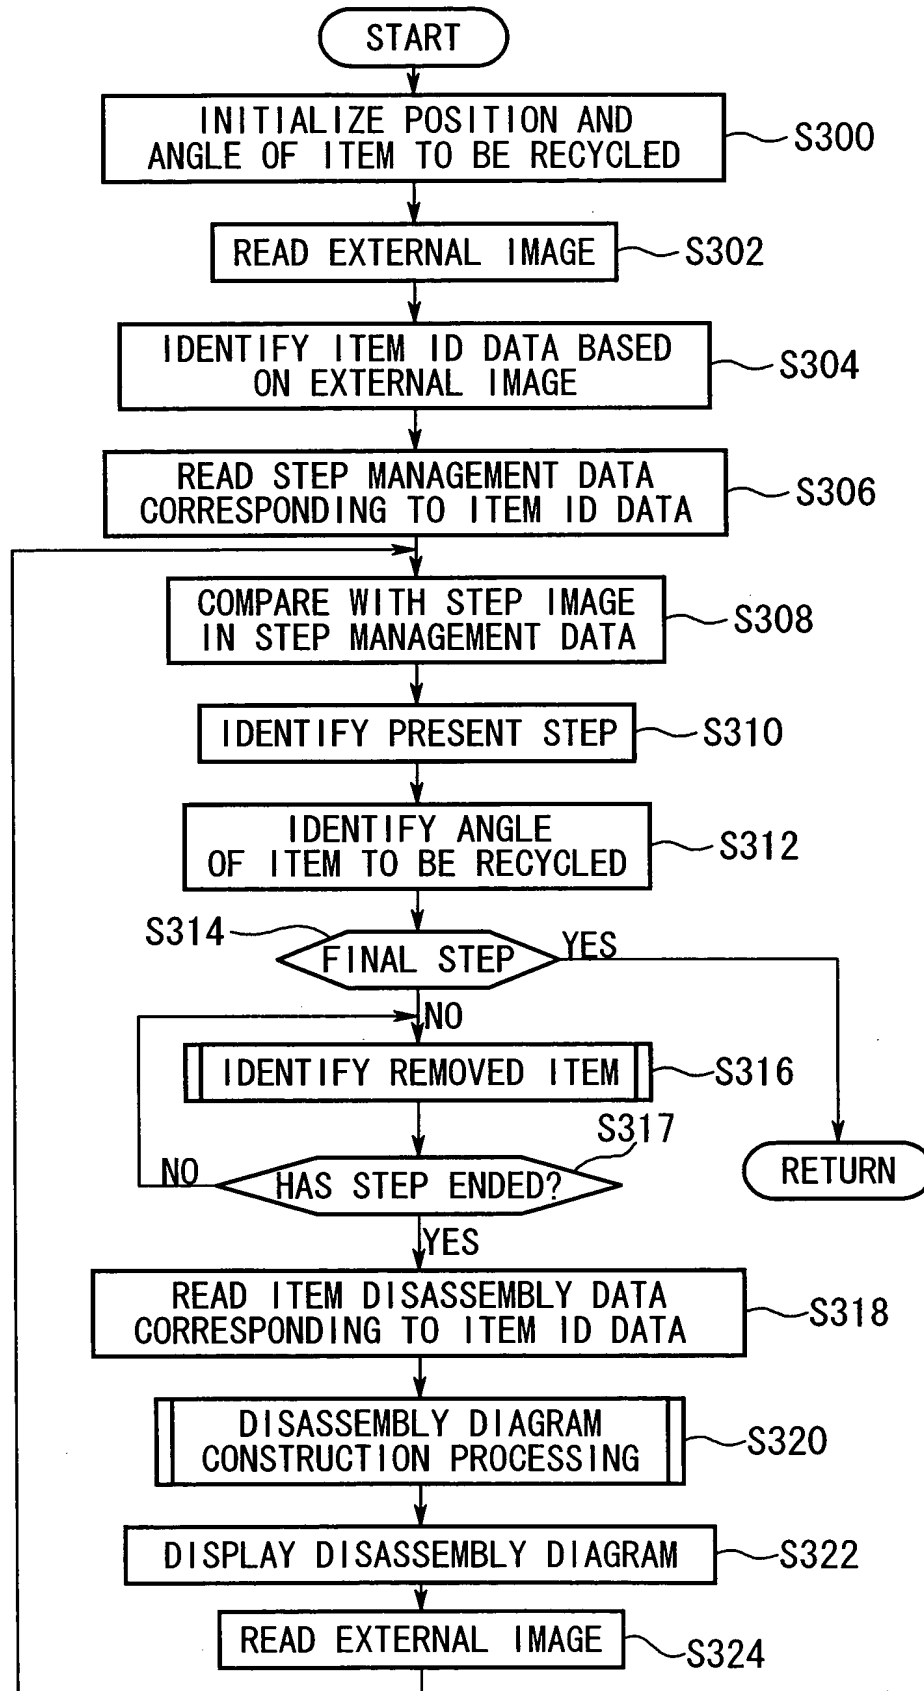 START
INITIALIZE POSITION AND
ANGLE OF ITEM TO BE RECYCLED
S300
READ EXTERNAL IMAGE
S302
IDENTIFY ITEM ID DATA BASED
ON EXTERNAL IMAGE
S304
READ STEP MANAGEMENT DATA
CORRESPONDING TO ITEM ID DATA
S306
COMPARE WITH STEP IMAGE
IN STEP MANAGEMENT DATA
S308
IDENTIFY PRESENT STEP
S310
IDENTIFY ANGLE
OF ITEM TO BE RECYCLED
S312
S314
FINAL STEP
YES
NO
IDENTIFY REMOVED ITEM
S316
S317
NO
HAS STEP ENDED?
RETURN
YES
READ ITEM DISASSEMBLY DATA
CORRESPONDING TO ITEM ID DATA
S318
DISASSEMBLY DIAGRAM
CONSTRUCTION PROCESSING
S320
DISPLAY DISASSEMBLY DIAGRAM
S322
READ EXTERNAL IMAGE
S324